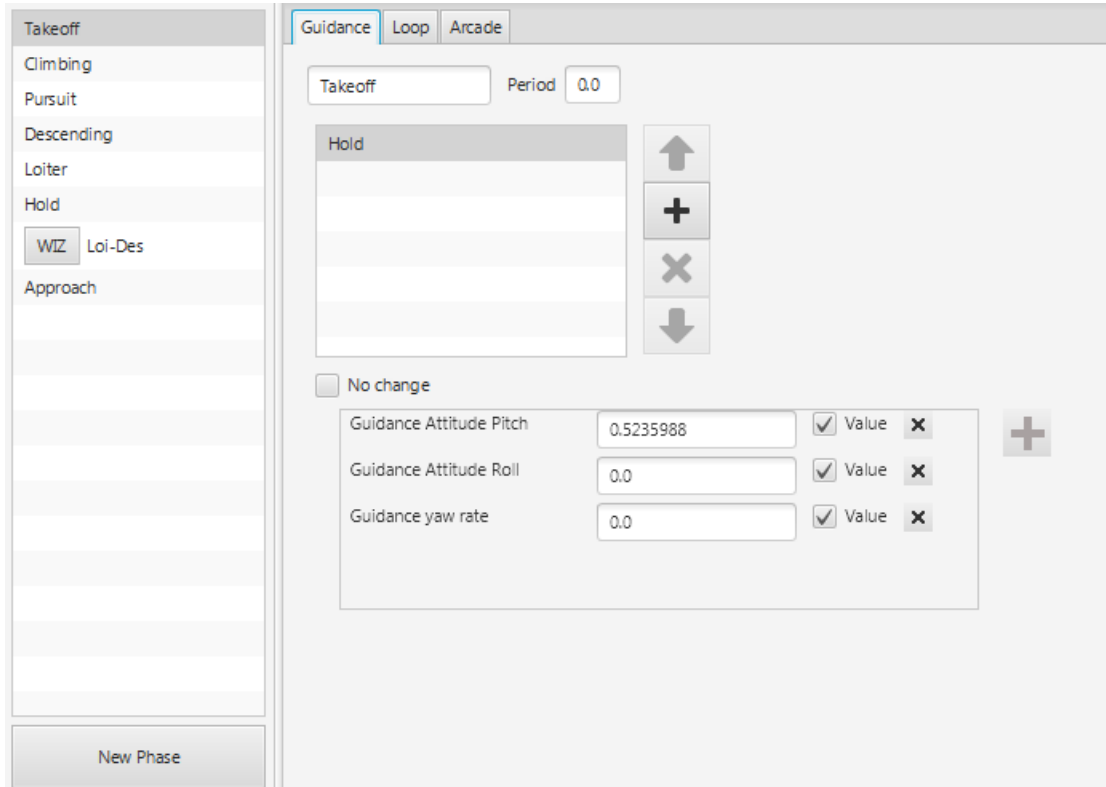 Takeoff
Climbing
Pursuit
Descending
Loiter
Hold
WIZ Loi-Des
Approach
New Phase
Guidance Loop Arcade
Takeoff Period 0.0
Hold
No change
Guidance Attitude Pitch 0.5235988 Value
Guidance Attitude Roll 0.0 Value
Guidance yaw rate 0.0 Value